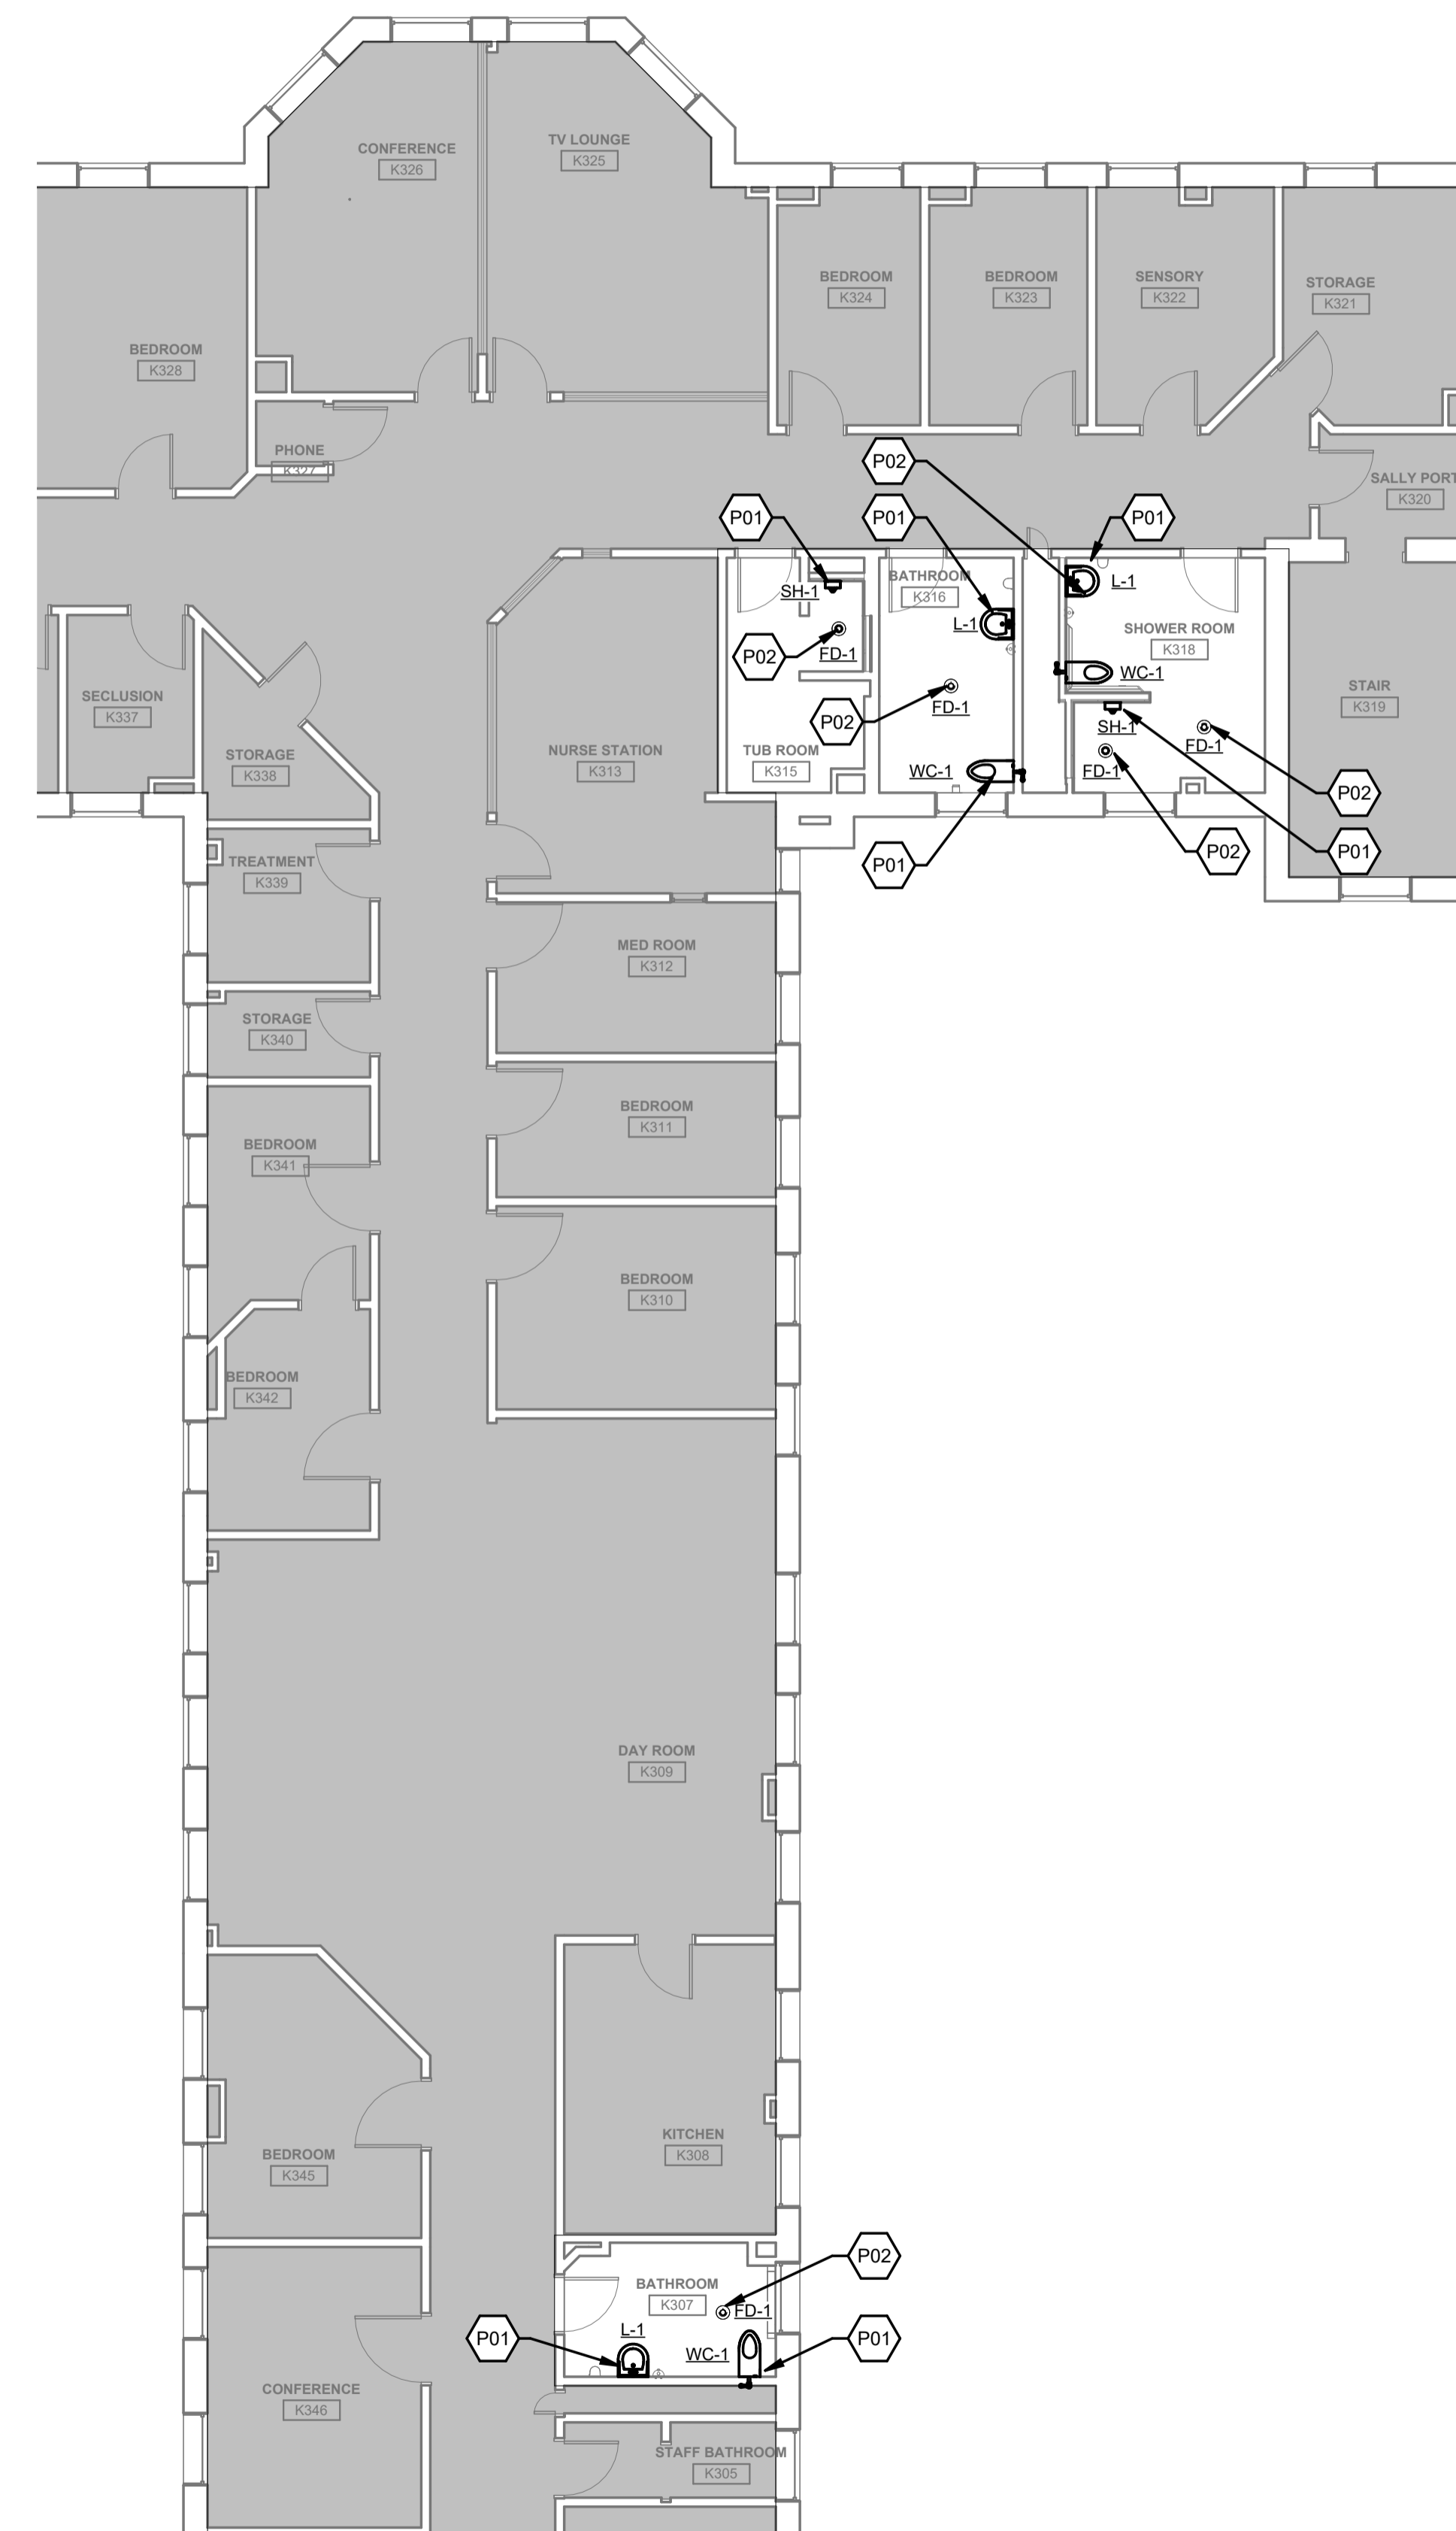 TV LOUNGE
K325
CONFERENCE
K326
BEDROOM
K324
BEDROOM
K323
SENSORY
K322
STORAGE
K321
BEDROOM
K328
PHONE
K327
P02
SALLY PORT
K320
P01
P01
P01
BATHROOM
K316
SH-1
L-1
L-1
SHOWER ROOM
K318
P02
FD-1
WC-1
STAIR
K319
SECLUSION
K337
FD-1
P02
SH-1
FD-1
STORAGE
K338
NURSE STATION
K313
TUB ROOM
K315
WC-1
FD-1
P02
P01
P02
P01
TREATMENT
K339
MED ROOM
K312
STORAGE
K340
BEDROOM
K311
BEDROOM
K341
BEDROOM
K310
BEDROOM
K342
DAY ROOM
K309
KITCHEN
K308
BEDROOM
K345
P02
BATHROOM
K307
FD-1
L-1
P01
WC-1
P01
CONFERENCE
K346
STAFF BATHROOM
K305